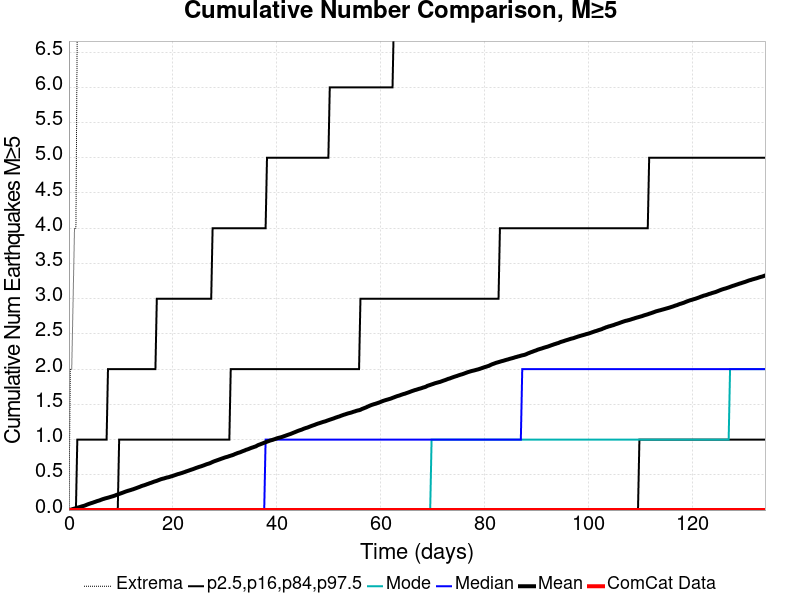 Cumulative Number Comparison, M≥5
Cumulative Num Earthquakes M≥5
6.5
6.0
5.5
5.0
4.5
4.0
3.5
3.0
2.5
2.0
1.5
1.0
0.5
0.0
0 20 40 60 80 100 120
Time (days)
Extrema p2.5,p16,p84,p97.5 Mode Median Mean ComCat Data